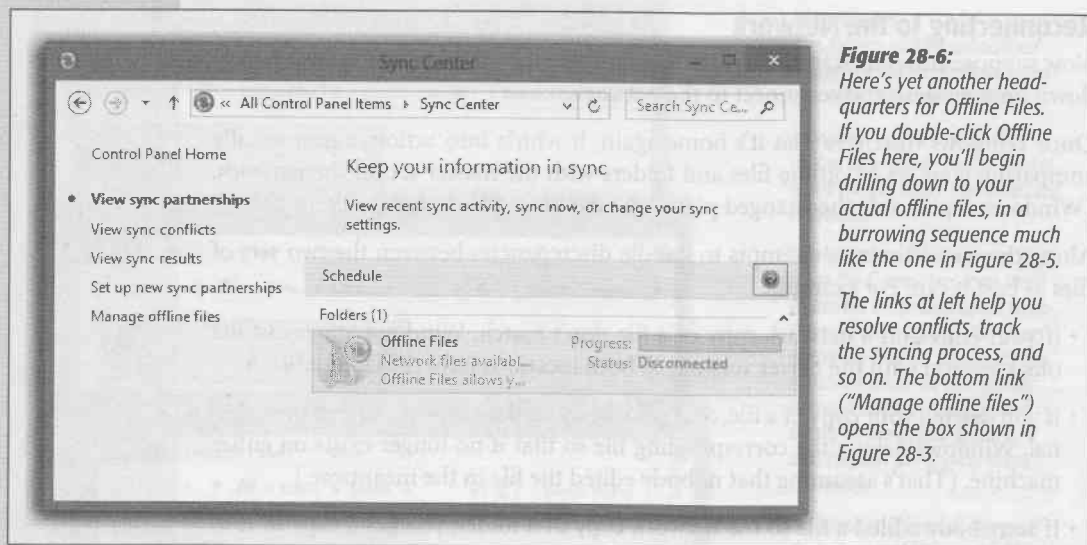 Sync Center
« All Control Panel Items ▸ Sync Center
Search Sync Ce...
Control Panel Home
View sync partnerships
View sync conflicts
View sync results
Set up new sync partnerships
Manage offline files
Keep your information in sync
View recent sync activity, sync now, or change your sync
settings.
Schedule
Folders (1)
Offline Files
Network files availabl...
Offline Files allows y...
Progress:
Status: Disconnected
Figure 28-6:
Here's yet another head-
quarters for Offline Files.
If you double-click Offline
Files here, you'll begin
drilling down to your
actual offline files, in a
burrowing sequence much
like the one in Figure 28-5.
The links at left help you
resolve conflicts, track
the syncing process, and
so on. The bottom link
("Manage offline files")
opens the box shown in
Figure 28-3.